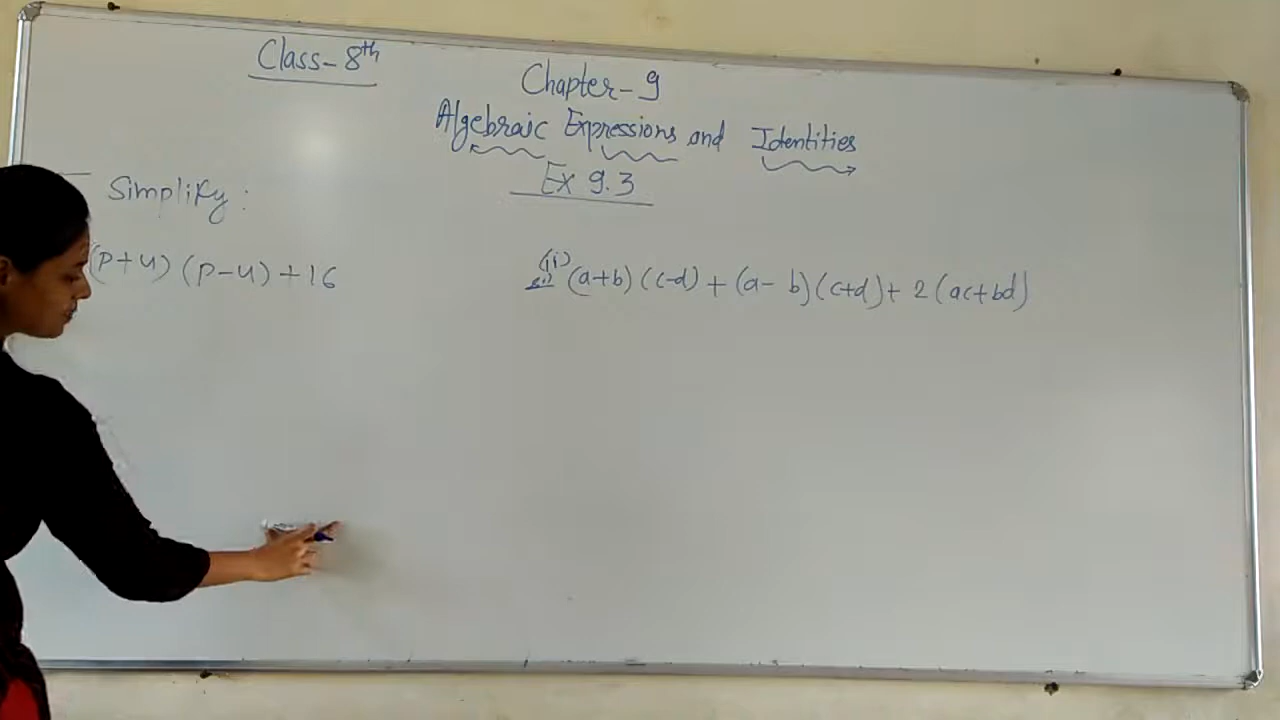 Class-8th
Chapter-9
Algebraic Expressions and Identities
Ex 9.3
Simplify:
(p+4) (p-4) +16
(ii) (a+b) (c-d) + (a- b) (c+d) + 2 (ac+bd)